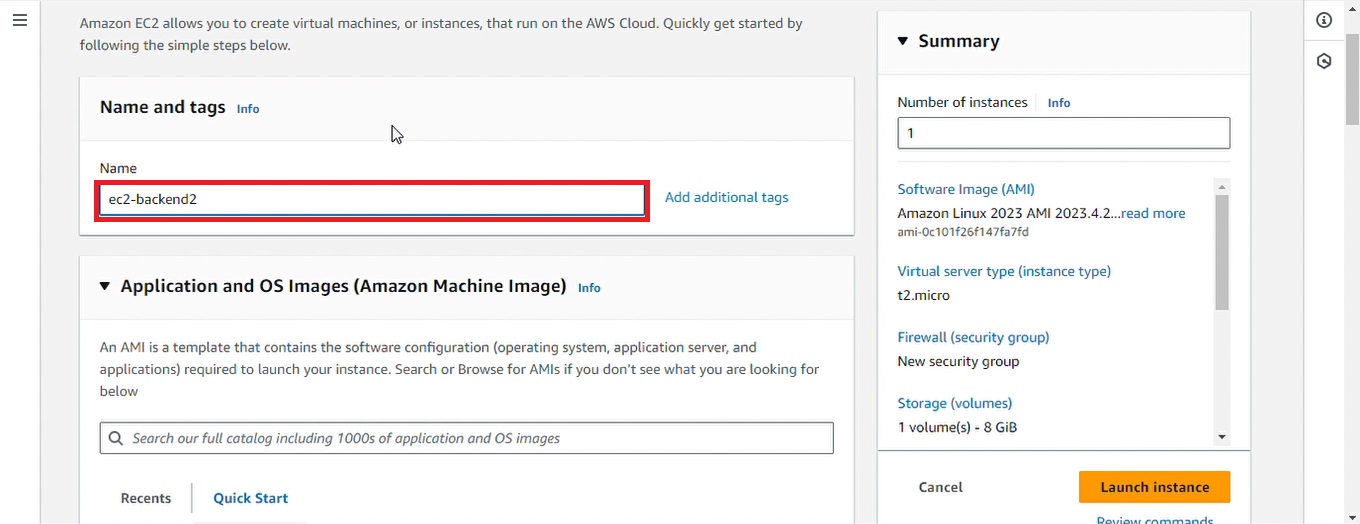 Amazon EC2 allows you to create virtual machines, or instances, that run on the AWS Cloud. Quickly get started by
following the simple steps below.
Name and tags Info
Name
ec2-backend2
Add additional tags
Application and OS Images (Amazon Machine Image) Info
An AMI is a template that contains the software configuration (operating system, application server, and
applications) required to launch your instance. Search or Browse for AMIs if you don't see what you are looking for
below
Search our full catalog including 1000s of application and OS images
Recents
Quick Start
Summary
Number of instances Info
1
Software Image (AMI)
Amazon Linux 2023 AMI 2023.4.2...read more
ami-0c101f26f147fa7fd
Virtual server type (instance type)
t2.micro
Firewall (security group)
New security group
Storage (volumes)
1 volume(s) - 8 GiB
Cancel
Launch instance
Review commands